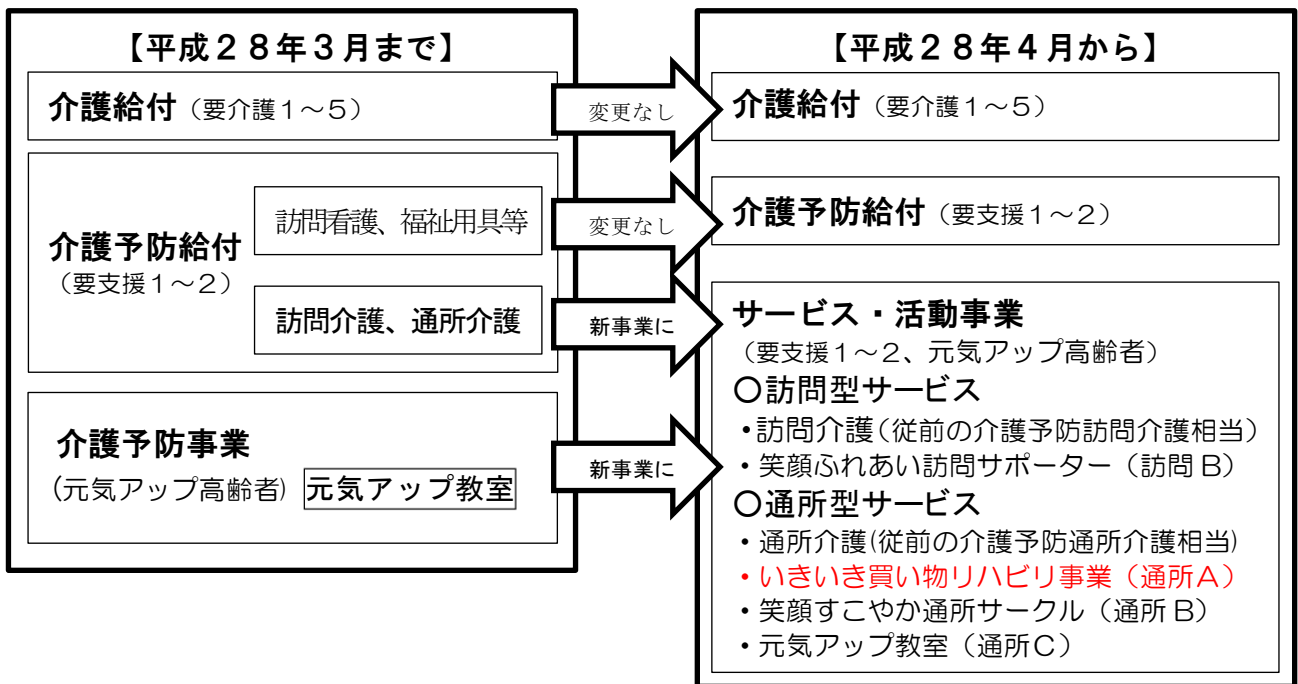 【平成２８年３月まで】
介護給付（要介護１～５）
介護予防給付
（要支援１～２）
訪問看護、福祉用具等
訪問介護、通所介護
介護予防事業
(元気アップ高齢者) 元気アップ教室
変更なし
変更なし
新事業に
新事業に
【平成２８年４月から】
介護給付（要介護１～５）
介護予防給付（要支援１～２）
サービス・活動事業
（要支援１～２、元気アップ高齢者）
〇訪問型サービス
・訪問介護(従前の介護予防訪問介護相当)
・笑顔ふれあい訪問サポーター（訪問Ｂ）
〇通所型サービス
・通所介護(従前の介護予防通所介護相当)
・いきいき買い物リハビリ事業（通所Ａ）
・笑顔すこやか通所サークル（通所Ｂ）
・元気アップ教室（通所Ｃ）